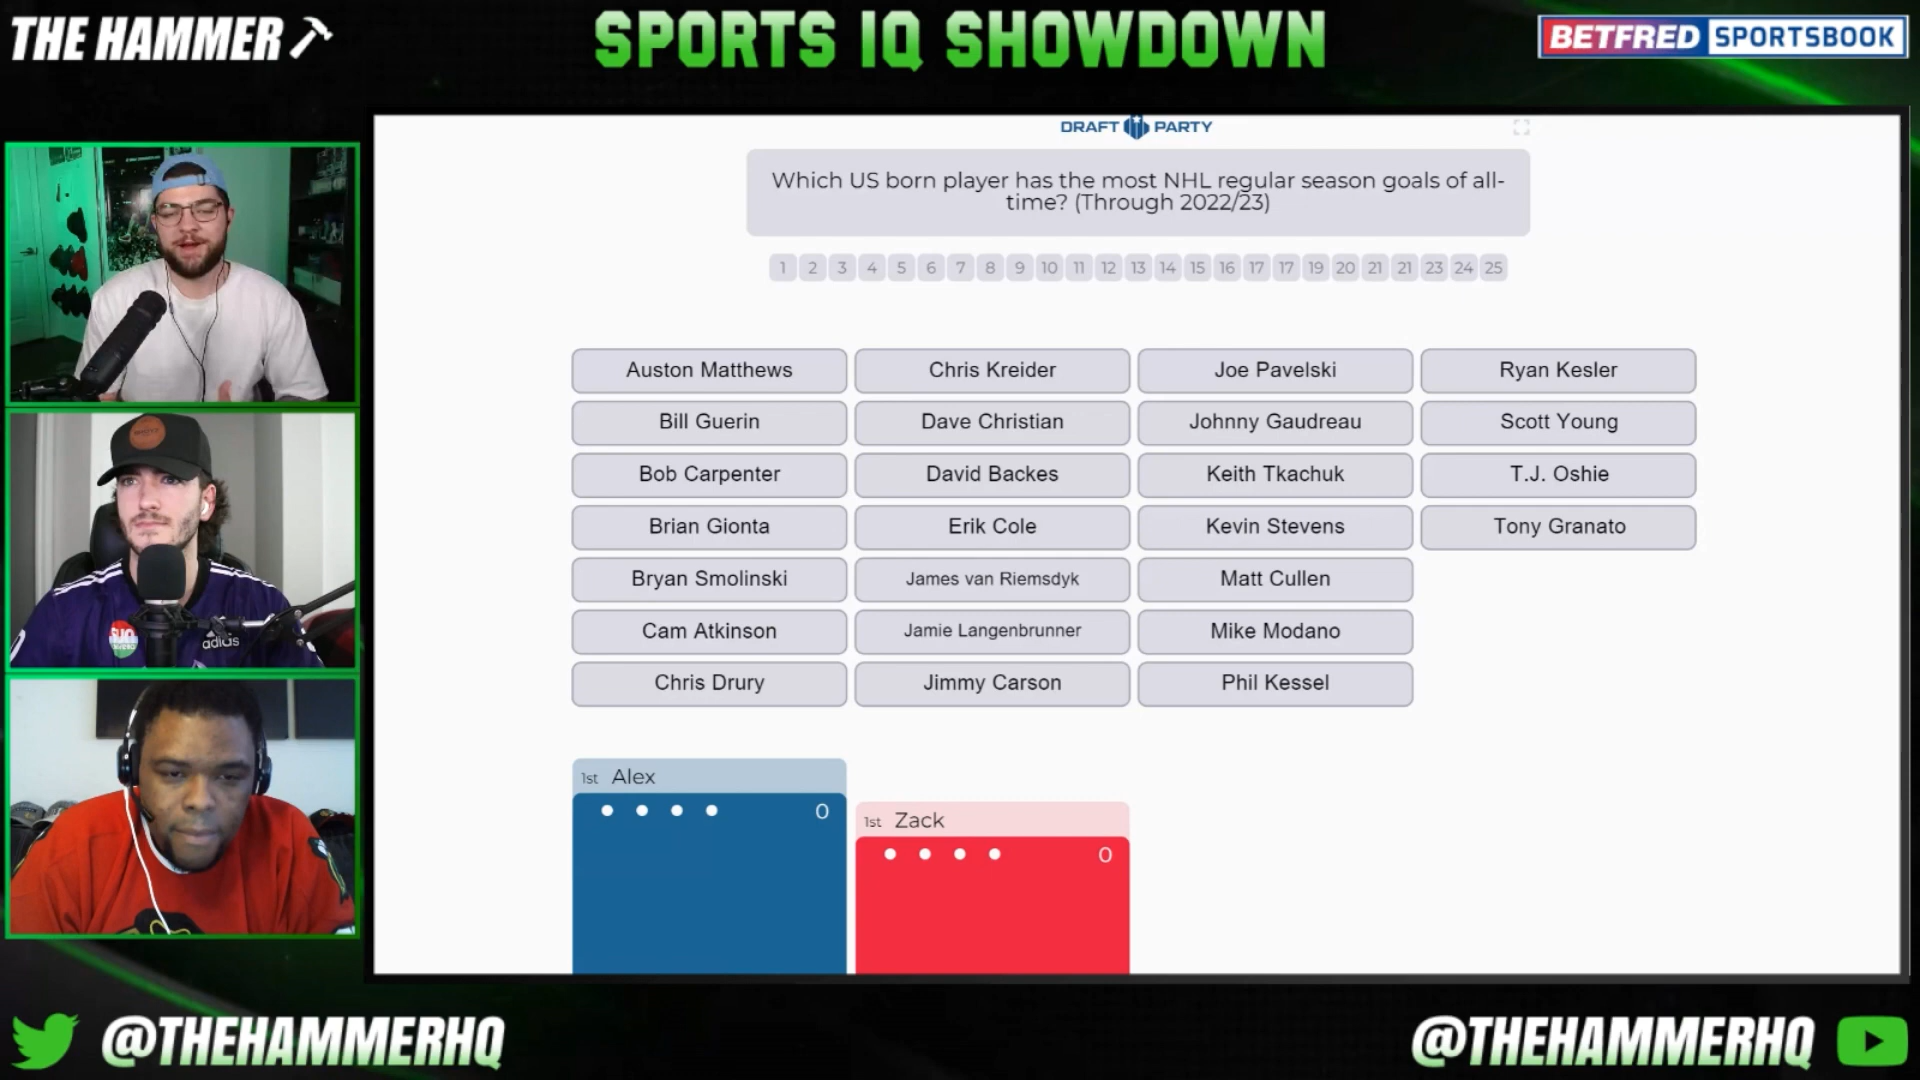 THE HAMMER
SPORTS IQ SHOWDOWN
BETFRED SPORTSBOOK
DRAFT PARTY
Which US born player has the most NHL regular season goals of all-
time? (Through 2022/23)
1 2 3 4 5 6 7 8 9 10 11 12 13 14 15 16 17 17 19 20 21 21 23 24 25
Auston Matthews Chris Kreider Joe Pavelski Ryan Kesler
Bill Guerin Dave Christian Johnny Gaudreau Scott Young
Bob Carpenter David Backes Keith Tkachuk T.J. Oshie
Brian Gionta Erik Cole Kevin Stevens Tony Granato
Bryan Smolinski James van Riemsdyk Matt Cullen
Cam Atkinson Jamie Langenbrunner Mike Modano
Chris Drury Jimmy Carson Phil Kessel
1st Alex
0
1st Zack
0
adidas
@THEHAMMERHQ
@THEHAMMERHQ